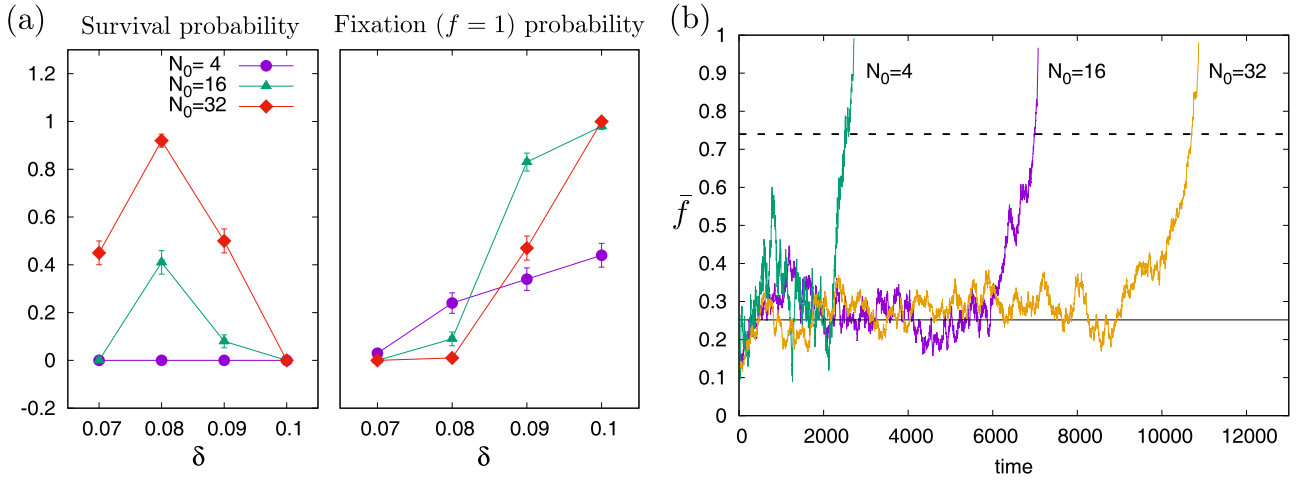 (a)
Survival probability
Fixation (f = 1) probability
N0= 4
N0=16
N0=32
1.2
1
0.8
0.6
0.4
0.2
0
-0.2
0.07 0.08 0.09 0.1
δ
0.07 0.08 0.09 0.1
δ
(b)
1
0.9
0.8
0.7
0.6
0.5
0.4
0.3
0.2
0.1
0
f̄
N0=4
N0=16
N0=32
0 2000 4000 6000 8000 10000 12000
time